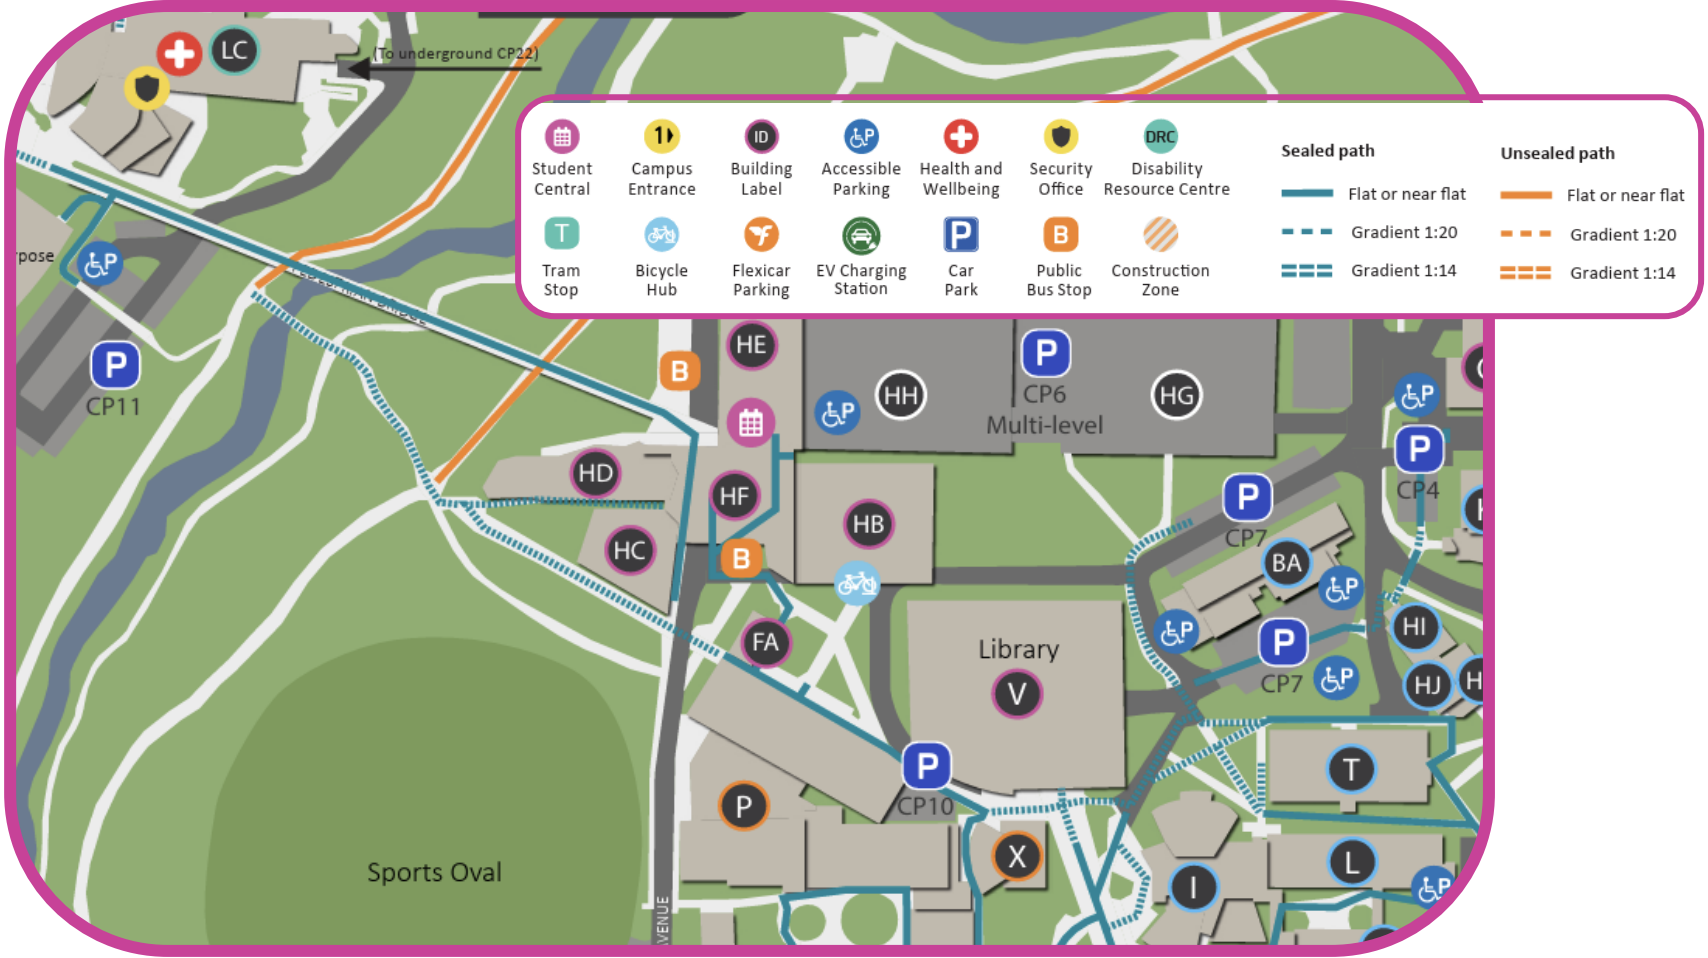 LC
(To underground CP22)
Student
Central
1
Campus
Entrance
ID
Building
Label
P
Accessible
Parking
Health and
Wellbeing
Security
Office
DRC
Disability
Resource Centre
T
Tram
Stop
Bicycle
Hub
Flexicar
Parking
EV Charging
Station
P
Car
Park
B
Public
Bus Stop
Construction
Zone
Sealed path
Flat or near flat
Gradient 1:20
Gradient 1:14
Unsealed path
Flat or near flat
Gradient 1:20
Gradient 1:14
rpose
P
P
CP11
B
HE
HH
P
P
CP6
Multi-level
HG
P
P
CP4
HD
HF
HC
HB
B
P
CP7
BA
P
P
FA
Library
V
P
CP7
P
HI
HJ
H
P
CP10
P
X
T
L
I
P
Sports Oval
AVENUE